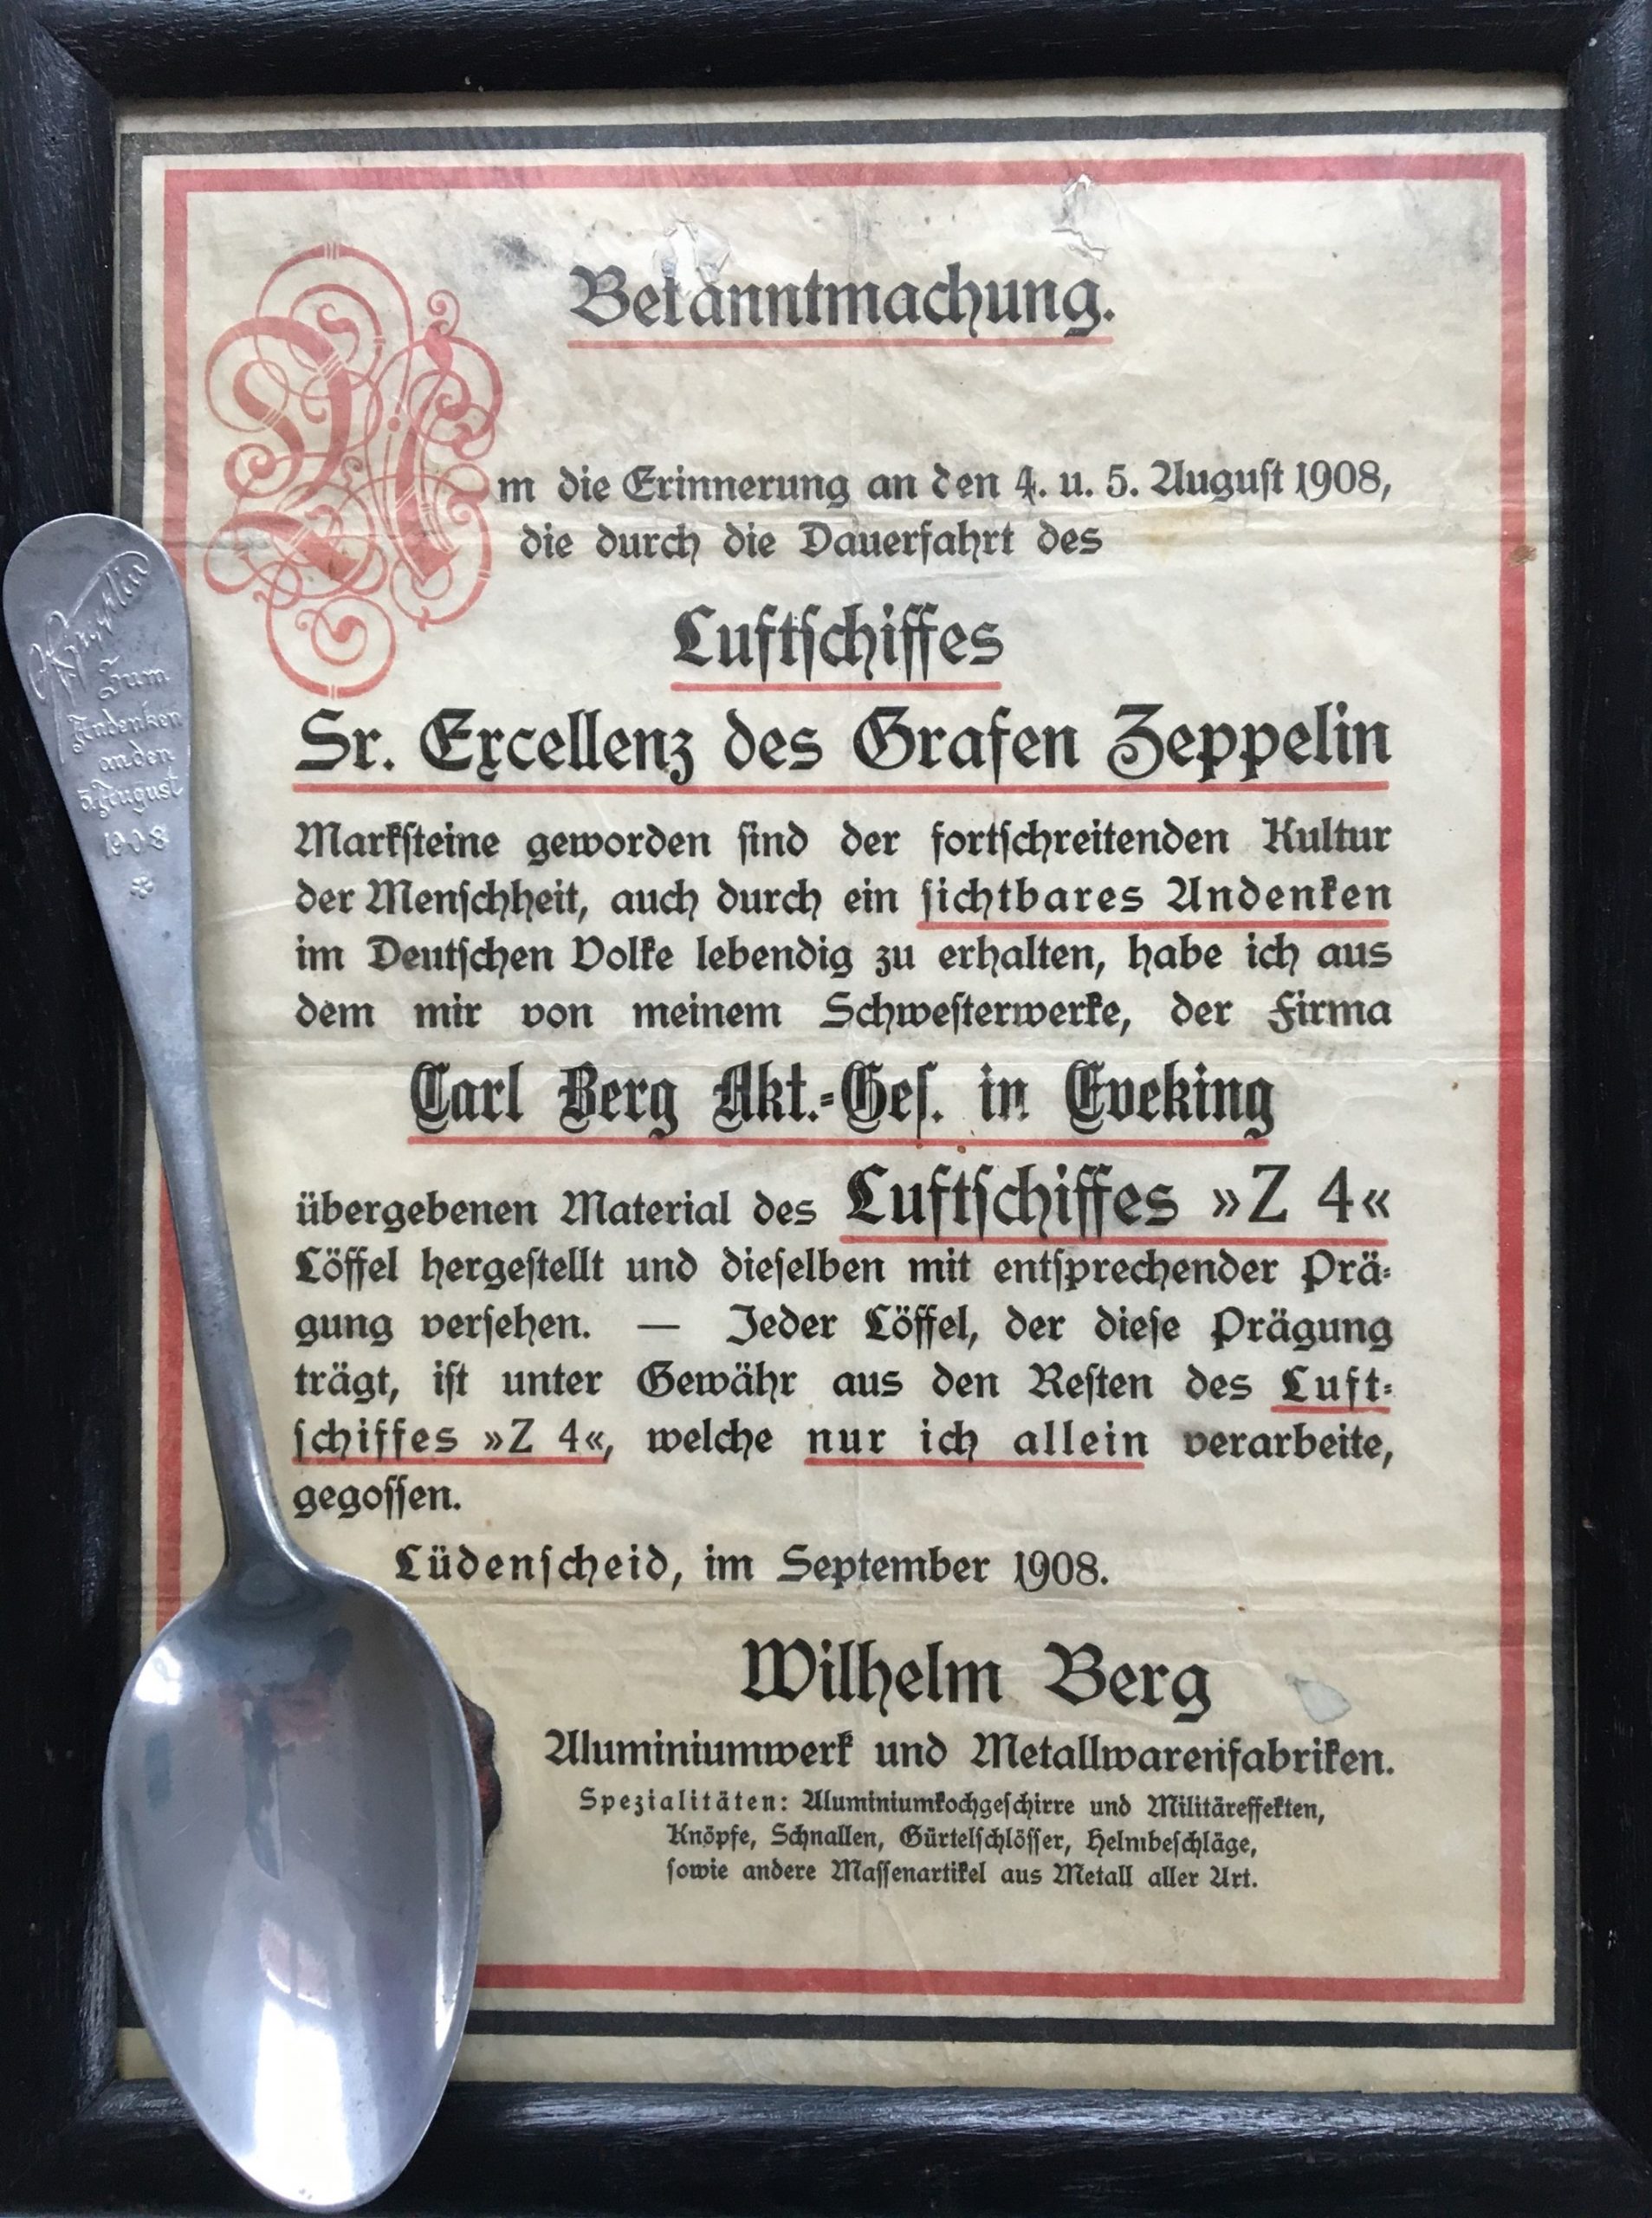 Bekanntmachung.
Um die Erinnerung an den 4. u. 5. August 1908,
die durch die Dauerfahrt des
Luftschiffes
Sr. Excellenz des Grafen Zeppelin
Marksteine geworden sind der fortschreitenden Kultur
der Menschheit, auch durch ein sichtbares Andenken
im Deutschen Volke lebendig zu erhalten, habe ich aus
dem mir von meinem Schwesterwerke, der Firma
Carl Berg Akt.-Ges. in Eveking
übergebenen Material des Luftschiffes »Z 4«
Löffel hergestellt und dieselben mit entsprechender Prä-
gung versehen. — Jeder Löffel, der diese Prägung
trägt, ist unter Gewähr aus den Resten des Luft-
schiffes »Z 4«, welche nur ich allein verarbeite,
gegossen.
Lüdenscheid, im September 1908.
Wilhelm Berg
Aluminiumwerk und Metallwarenfabriken.
Spezialitäten: Aluminiumkochgeschirre und Militäreffekten,
Knöpfe, Schnallen, Gürtelschlösser, Helmbeschläge,
sowie andere Massenartikel aus Metall aller Art.
Zeppelin
Zum
Andenken
an den
5. August
1908